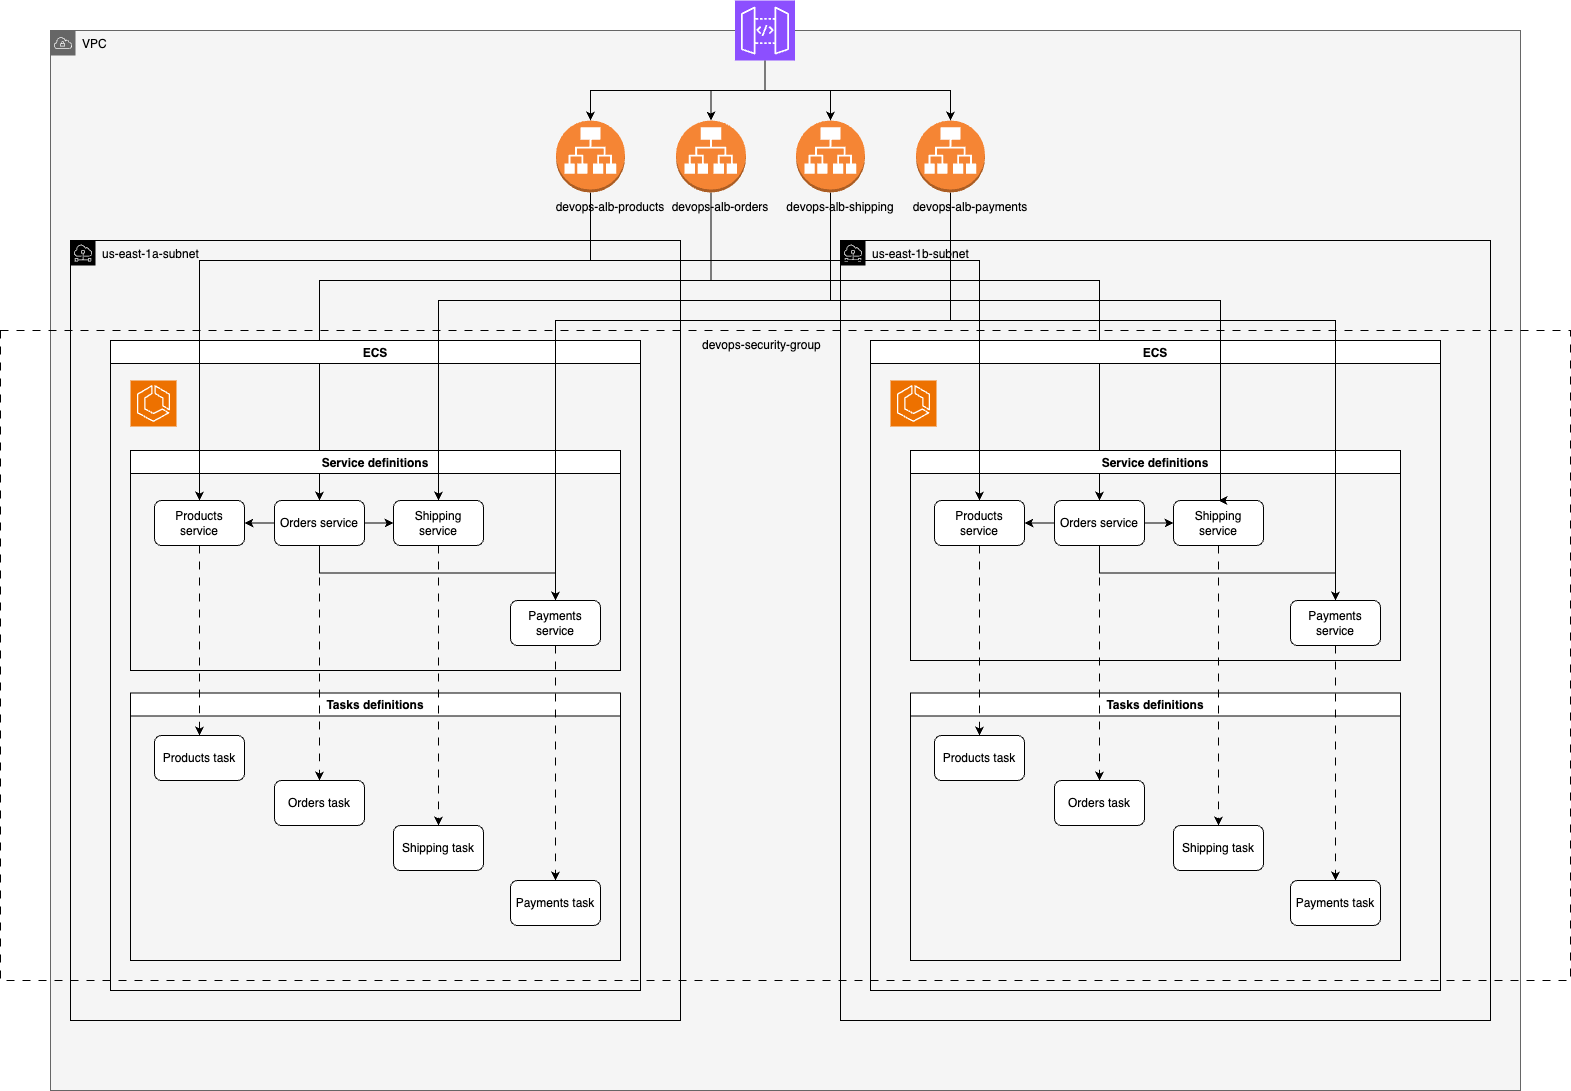 VPC
devops-alb-products
devops-alb-orders
devops-alb-shipping
devops-alb-payments
us-east-1a-subnet
us-east-1b-subnet
devops-security-group
ECS
Service definitions
Products
service
Orders service
Shipping
service
Payments
service
Tasks definitions
Products task
Orders task
Shipping task
Payments task
ECS
Service definitions
Products
service
Orders service
Shipping
service
Payments
service
Tasks definitions
Products task
Orders task
Shipping task
Payments task